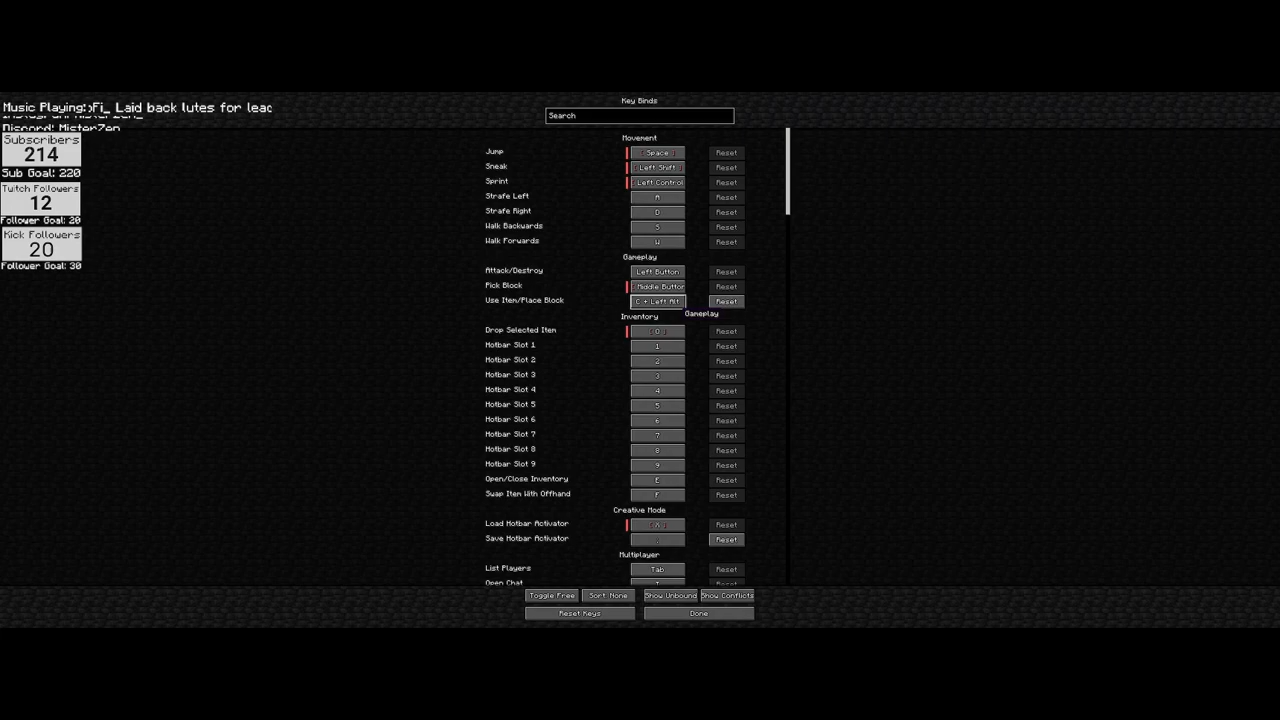 Key Binds
Music Playing: oFi_ Laid back lutes for leac
Search
Discord: MisterZen
Subscribers
214
Sub Goal: 220
Twitch Followers
12
Follower Goal: 20
Kick Followers
20
Follower Goal: 30
Movement
Jump [ Space ] Reset
Sneak [ Left Shift ] Reset
Sprint [ Left Control Reset
Strafe Left A Reset
Strafe Right D Reset
Walk Backwards S Reset
Walk Forwards W Reset
Gameplay
Attack/Destroy Left Button Reset
Pick Block [ Middle Button Reset
Use Item/Place Block C + Left Alt Reset
Gameplay
Inventory
Drop Selected Item Reset
Hotbar Slot 1 1 Reset
Hotbar Slot 2 2 Reset
Hotbar Slot 3 3 Reset
Hotbar Slot 4 4 Reset
Hotbar Slot 5 5 Reset
Hotbar Slot 6 6 Reset
Hotbar Slot 7 7 Reset
Hotbar Slot 8 8 Reset
Hotbar Slot 9 9 Reset
Open/Close Inventory E Reset
Swap Item With Offhand F Reset
Creative Mode
Load Hotbar Activator [ X ] Reset
Save Hotbar Activator Reset
Multiplayer
List Players Tab Reset
Open Chat T Reset
Toggle Free Sort: None Show Unbound Show Conflicts
Reset Keys Done